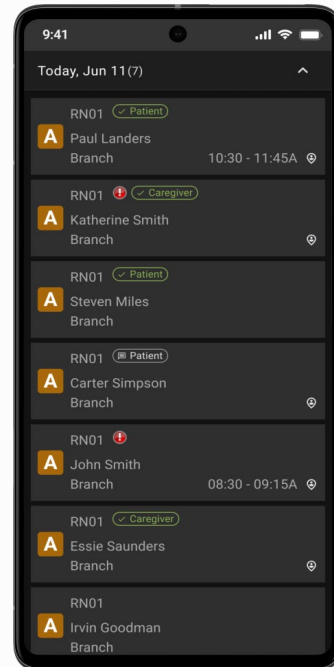 9:41
Today, Jun 11(7)
RN01 Patient
A
Paul Landers
Branch 10:30 - 11:45A
RN01 Caregiver
A
Katherine Smith
Branch
RN01 Patient
A
Steven Miles
Branch
RN01 Patient
A
Carter Simpson
Branch
RN01
A
John Smith
Branch 08:30 - 09:15A
RN01 Caregiver
A
Essie Saunders
Branch
RN01
A
Irvin Goodman
Branch